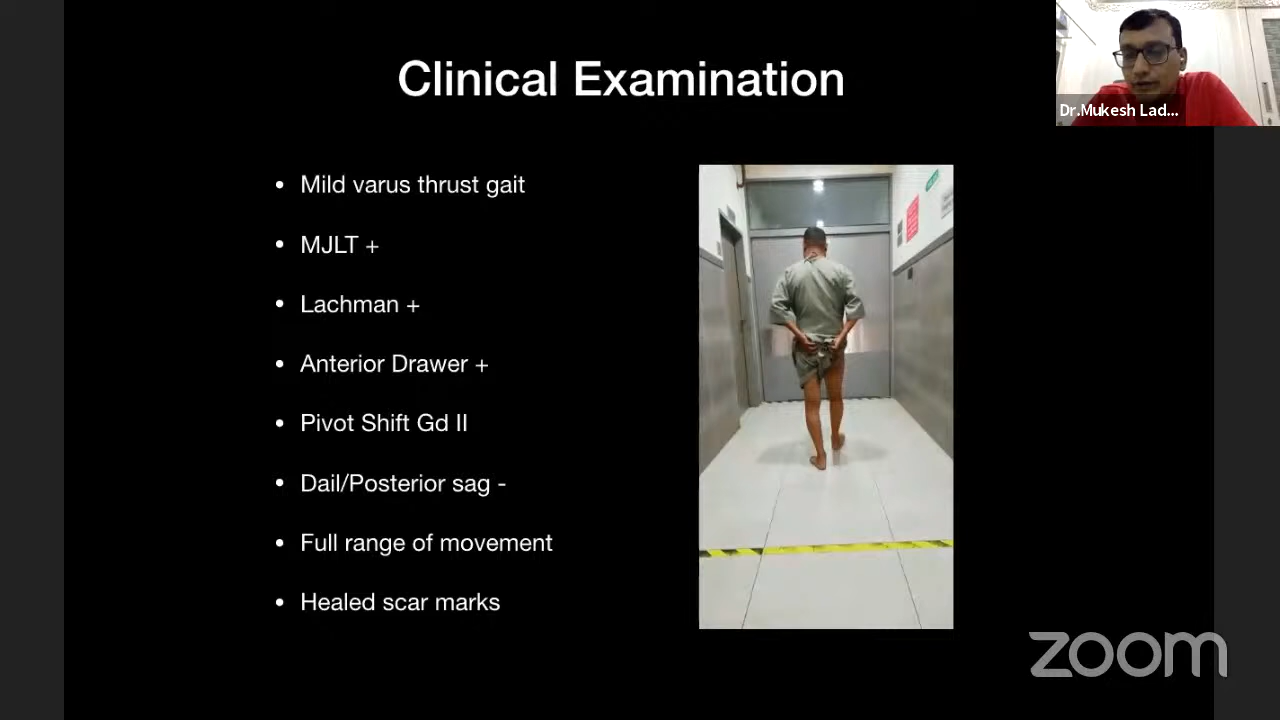 Clinical Examination
Dr.Mukesh Lad...
• Mild varus thrust gait
• MJLT +
• Lachman +
• Anterior Drawer +
• Pivot Shift Gd II
• Dail/Posterior sag -
• Full range of movement
• Healed scar marks
zoom